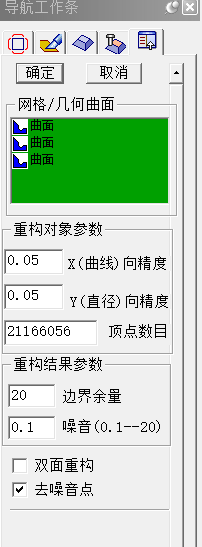 导航工作条
确定 取消
网格/几何曲面
曲面
曲面
曲面
重构对象参数
0.05 X(曲线)向精度
0.05 Y(直径)向精度
21166056 顶点数目
重构结果参数
20 边界余量
0.1 噪音(0.1--20)
双面重构
去噪音点